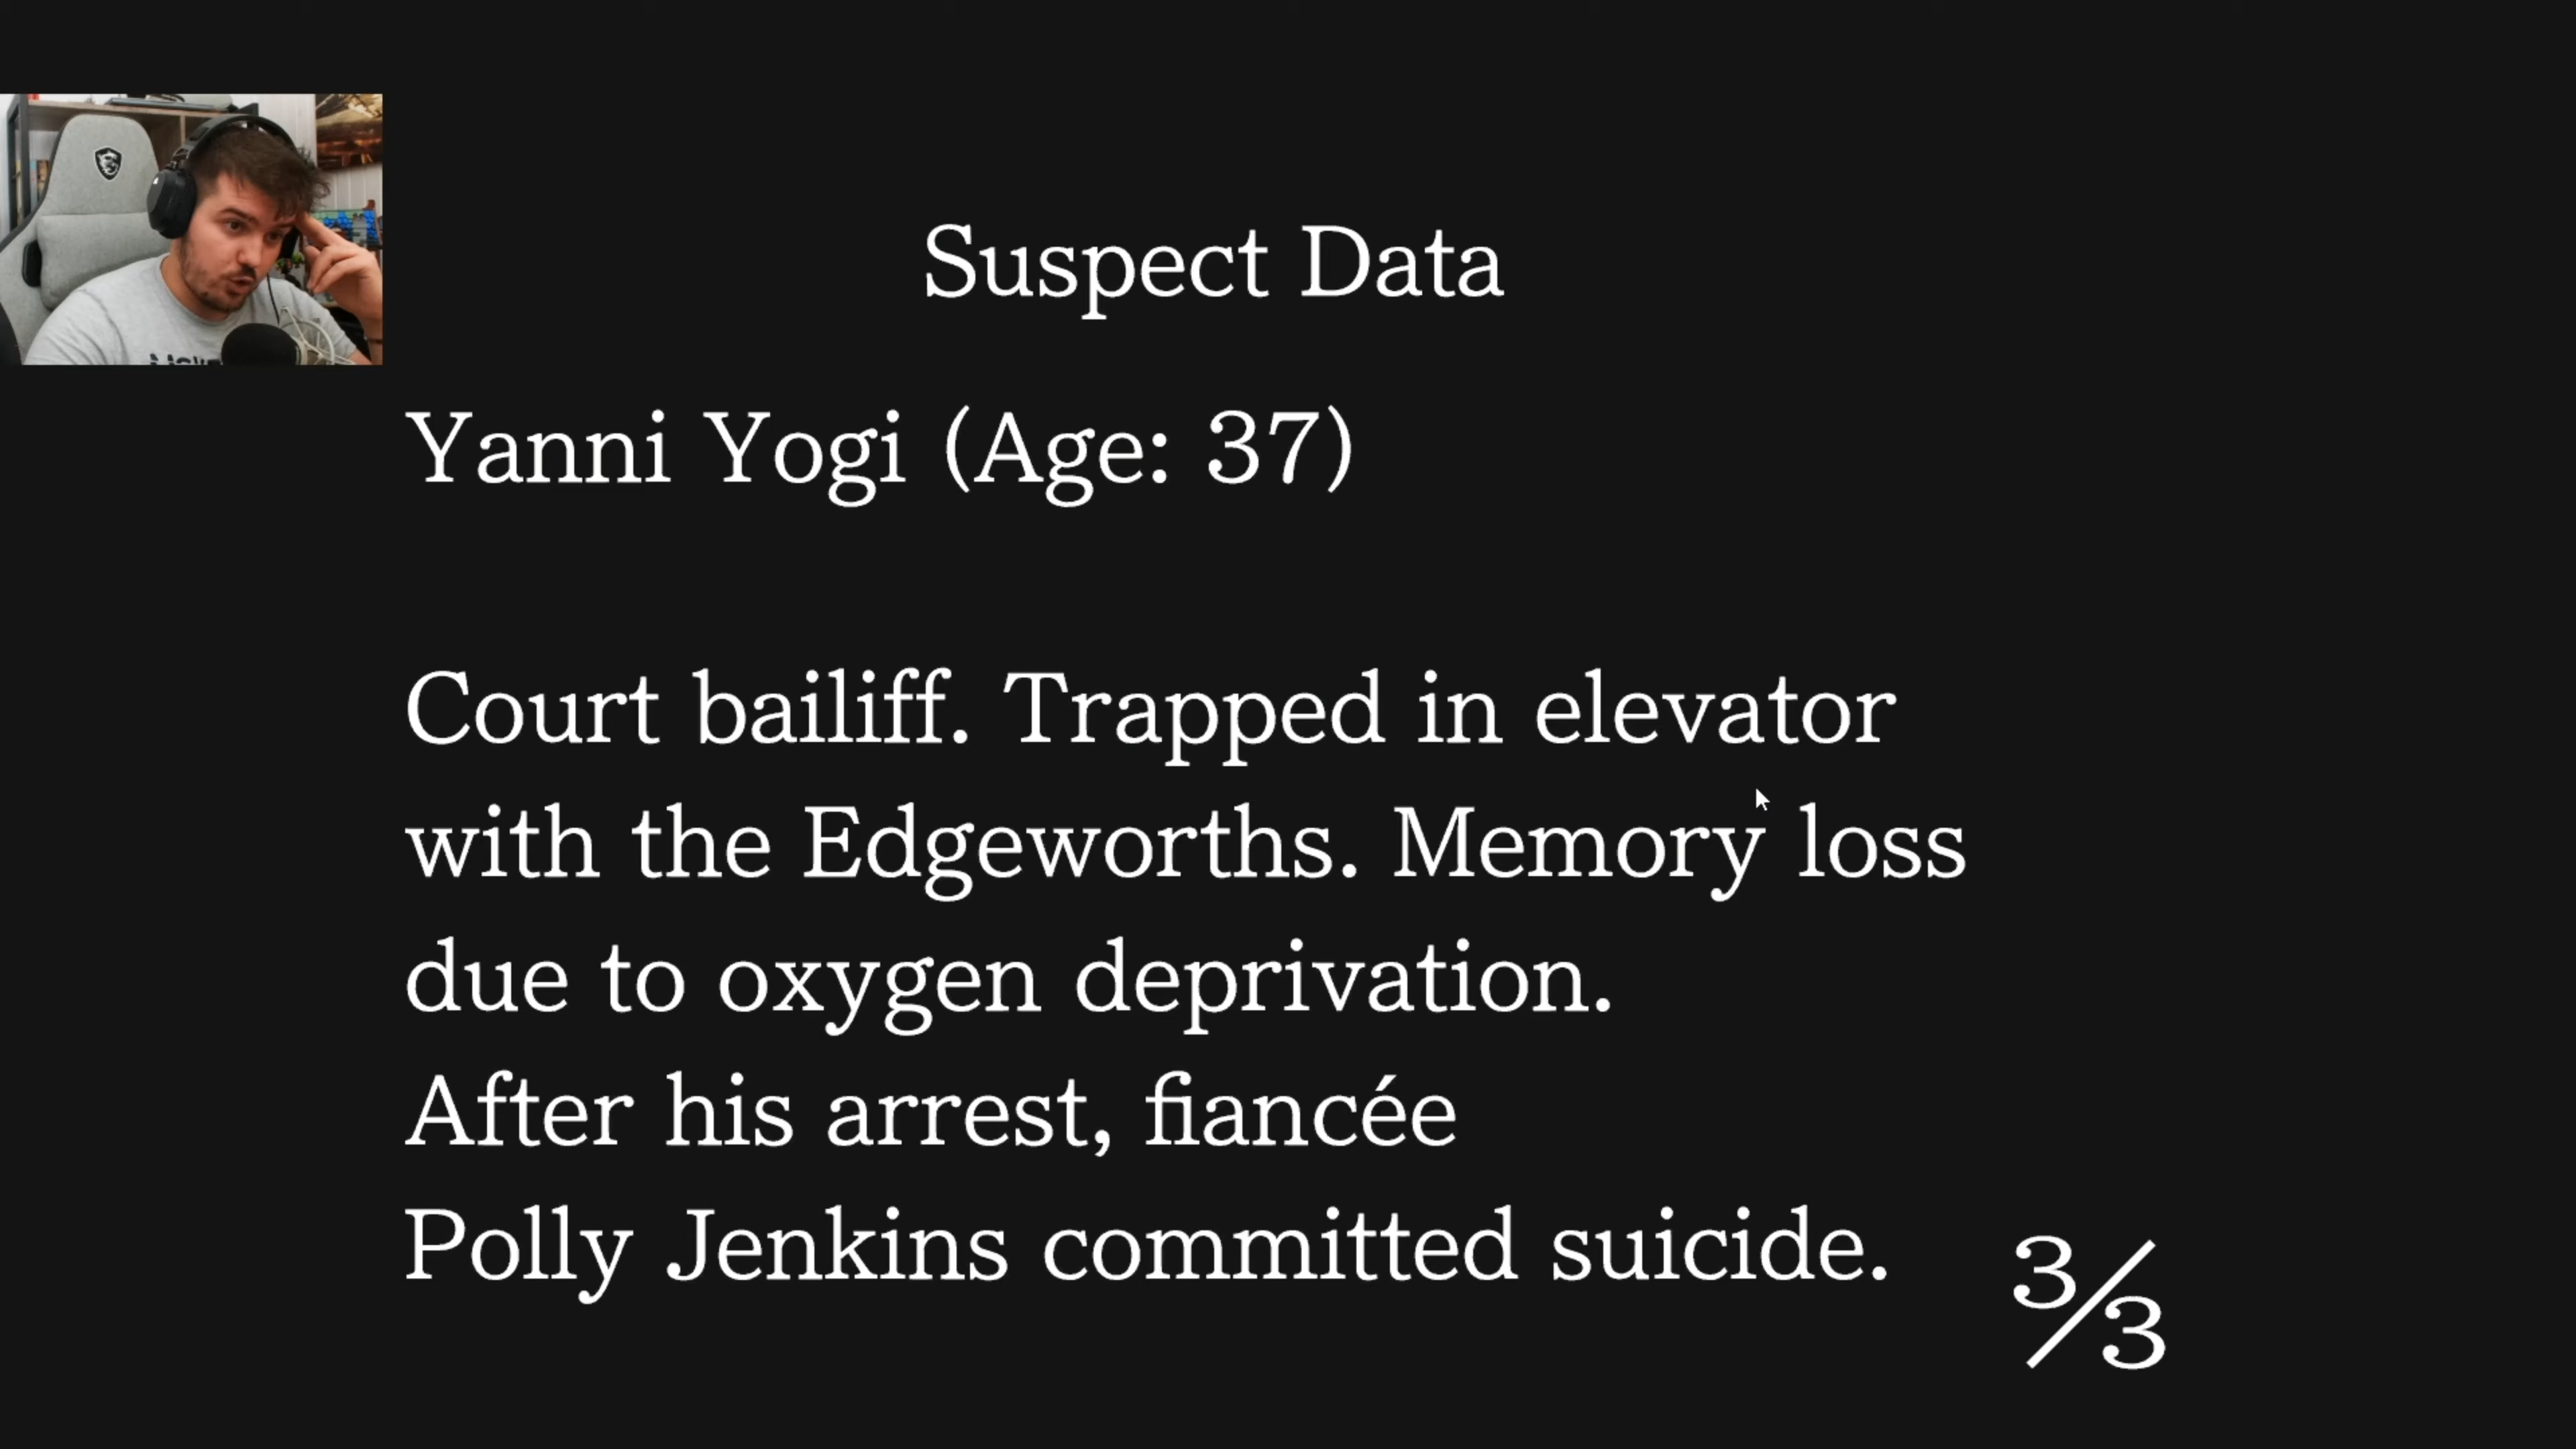 Suspect Data
Yanni Yogi (Age: 37)
Court bailiff. Trapped in elevator
with the Edgeworths. Memory loss
due to oxygen deprivation.
After his arrest, fiancée
Polly Jenkins committed suicide.
3/3